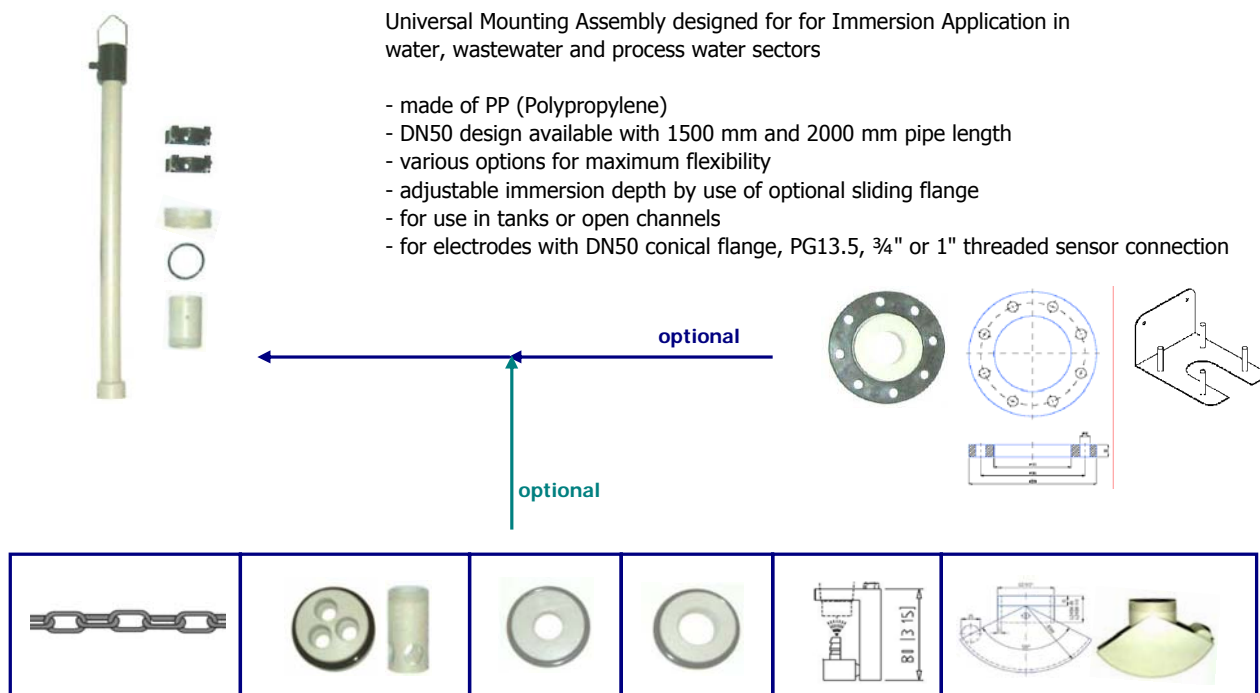 Universal Mounting Assembly designed for for Immersion Application in
water, wastewater and process water sectors
- made of PP (Polypropylene)
- DN50 design available with 1500 mm and 2000 mm pipe length
- various options for maximum flexibility
- adjustable immersion depth by use of optional sliding flange
- for use in tanks or open channels
- for electrodes with DN50 conical flange, PG13.5, ¾" or 1" threaded sensor connection
optional
optional